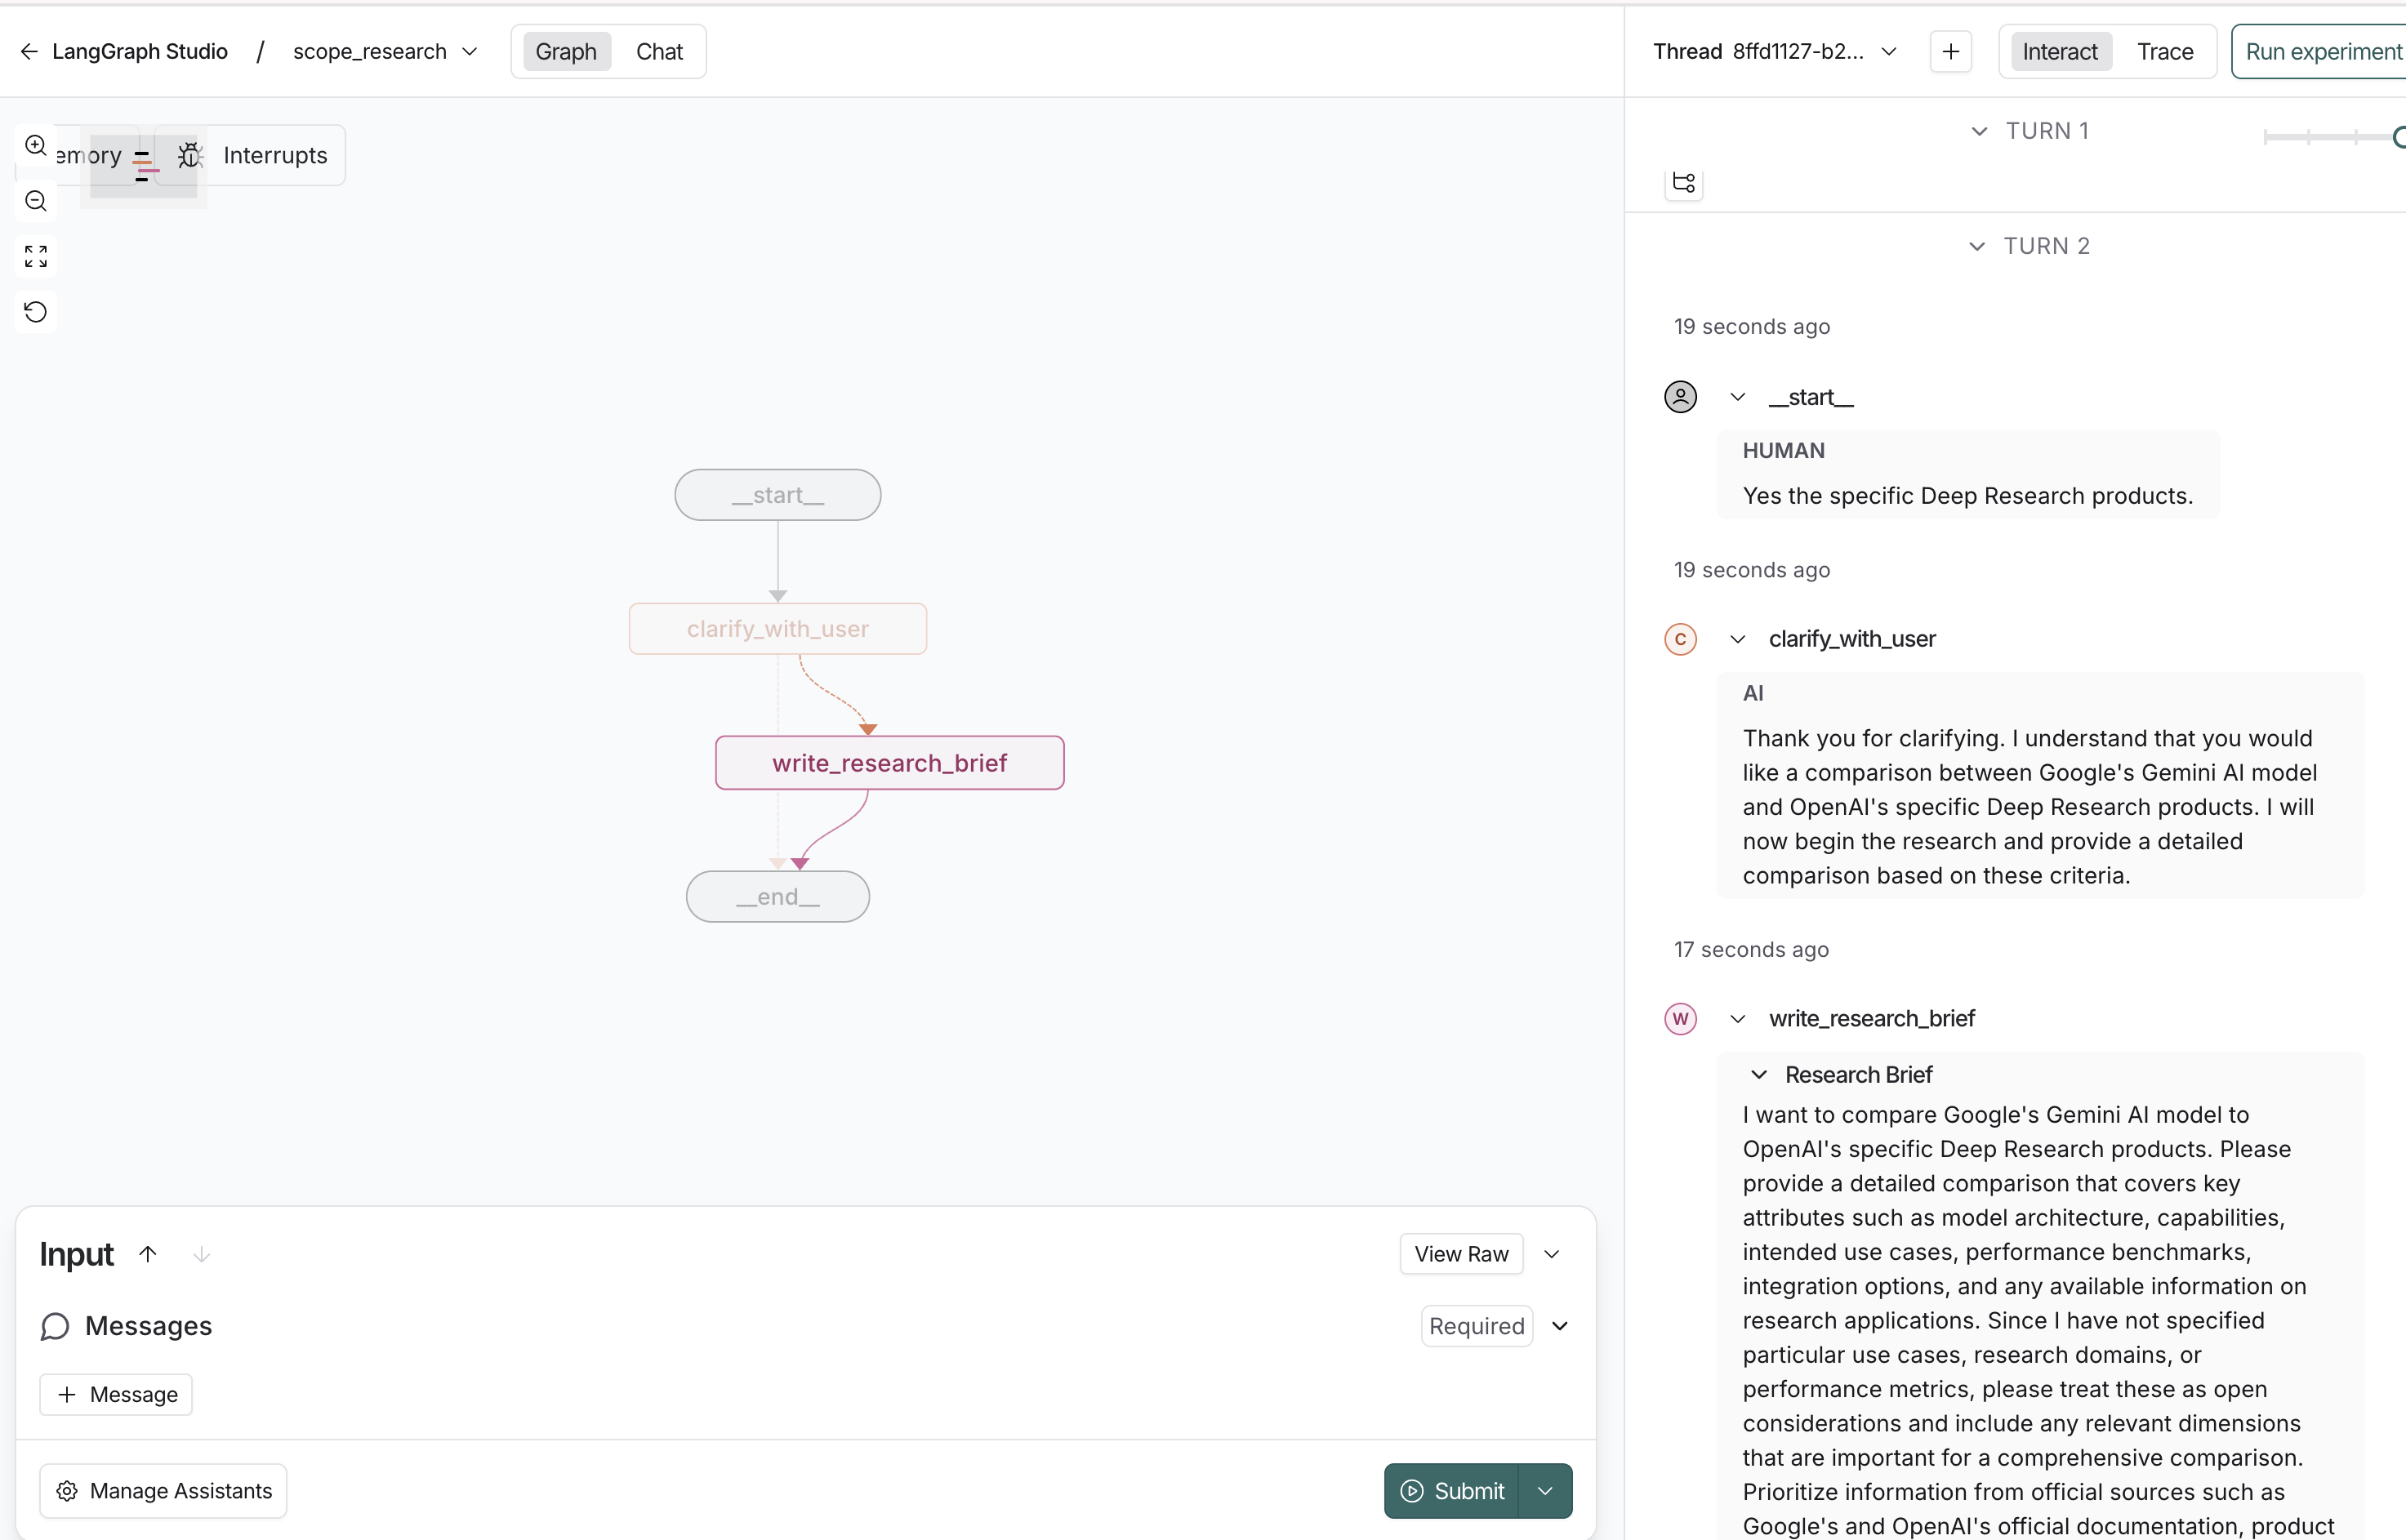 LangGraph Studio / scope_research
Graph
Chat
emory
Interrupts
__start__
clarify_with_user
write_research_brief
__end__
Input
View Raw
Messages
Required
+ Message
Manage Assistants
Submit
Thread 8ffd1127-b2...
+
Interact
Trace
Run experiment
TURN 1
TURN 2
19 seconds ago
__start__
HUMAN
Yes the specific Deep Research products.
19 seconds ago
C
clarify_with_user
AI
Thank you for clarifying. I understand that you would
like a comparison between Google's Gemini AI model
and OpenAI's specific Deep Research products. I will
now begin the research and provide a detailed
comparison based on these criteria.
17 seconds ago
W
write_research_brief
Research Brief
I want to compare Google's Gemini AI model to
OpenAI's specific Deep Research products. Please
provide a detailed comparison that covers key
attributes such as model architecture, capabilities,
intended use cases, performance benchmarks,
integration options, and any available information on
research applications. Since I have not specified
particular use cases, research domains, or
performance metrics, please treat these as open
considerations and include any relevant dimensions
that are important for a comprehensive comparison.
Prioritize information from official sources such as
Google's and OpenAI's official documentation, product